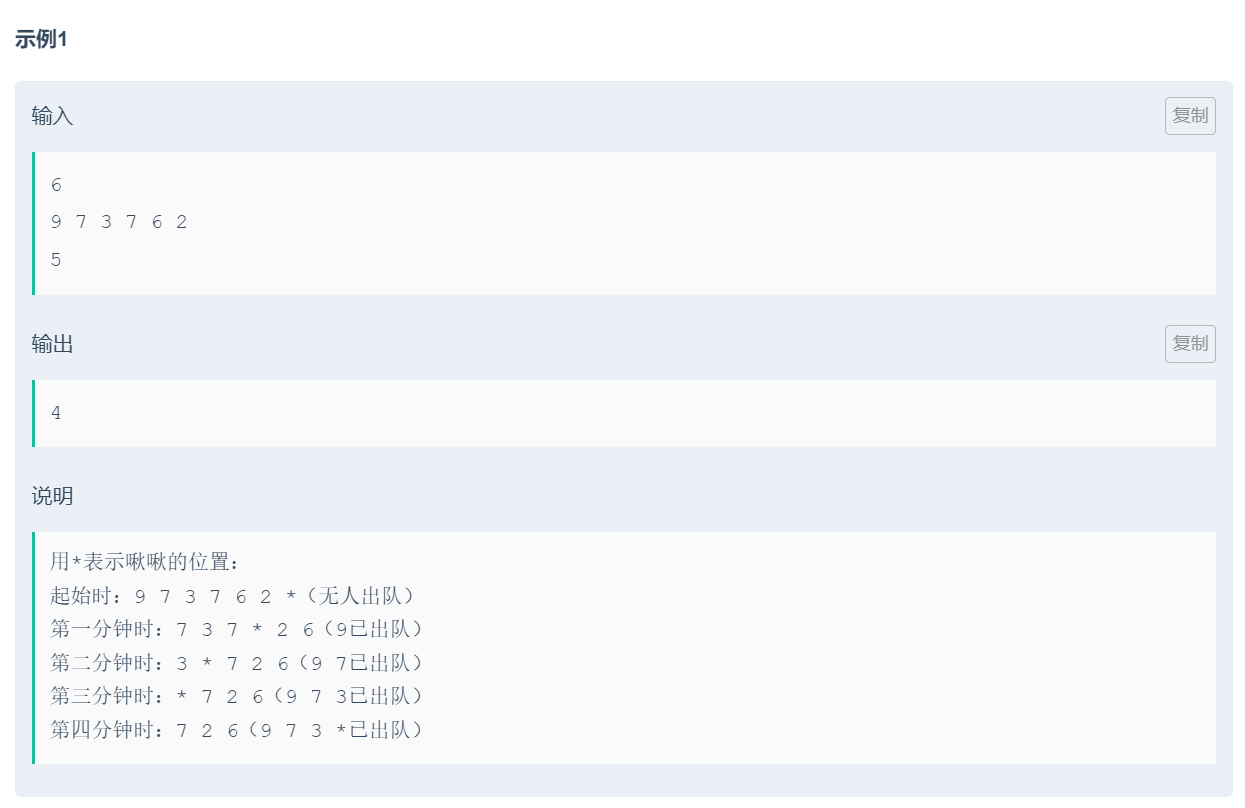 示例1
输入
复制
6
9 7 3 7 6 2
5
输出
复制
4
说明
用*表示啾啾的位置：
起始时：9 7 3 7 6 2 *（无人出队）
第一分钟时：7 3 7 * 2 6（9已出队）
第二分钟时：3 * 7 2 6（9 7已出队）
第三分钟时：* 7 2 6（9 7 3已出队）
第四分钟时：7 2 6（9 7 3 *已出队）